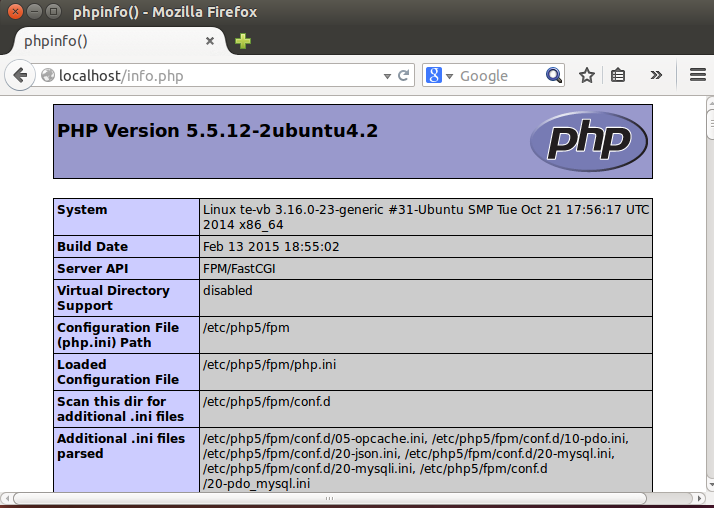 phpinfo() - Mozilla Firefox
phpinfo()
localhost/info.php
Google
PHP Version 5.5.12-2ubuntu4.2
php
System
Linux te-vb 3.16.0-23-generic #31-Ubuntu SMP Tue Oct 21 17:56:17 UTC
2014 x86_64
Build Date
Feb 13 2015 18:55:02
Server API
FPM/FastCGI
Virtual Directory
Support
disabled
Configuration File
(php.ini) Path
/etc/php5/fpm
Loaded
Configuration File
/etc/php5/fpm/php.ini
Scan this dir for
additional .ini files
/etc/php5/fpm/conf.d
Additional .ini files
parsed
/etc/php5/fpm/conf.d/05-opcache.ini, /etc/php5/fpm/conf.d/10-pdo.ini,
/etc/php5/fpm/conf.d/20-json.ini, /etc/php5/fpm/conf.d/20-mysql.ini,
/etc/php5/fpm/conf.d/20-mysqli.ini, /etc/php5/fpm/conf.d
/20-pdo_mysql.ini